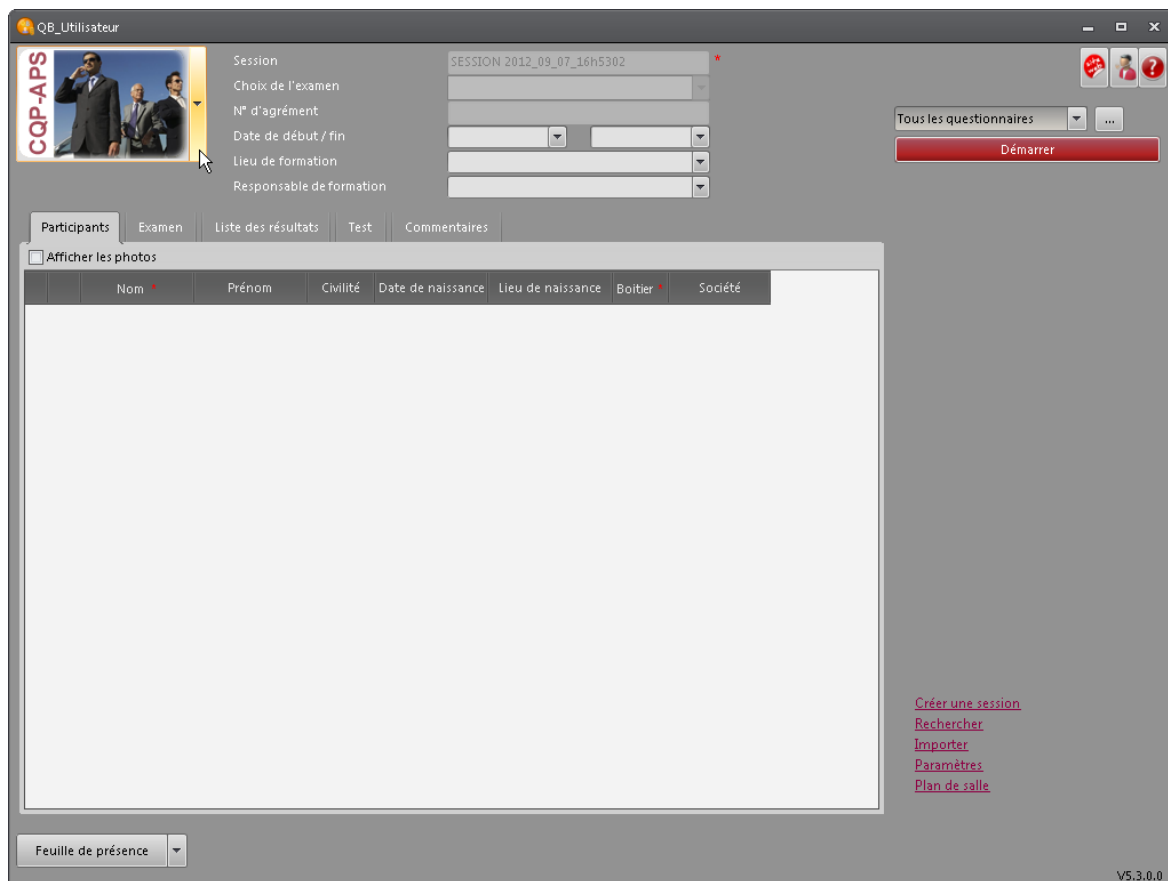 QB_Utilisateur
CQP-APS
Session SESSION 2012_09_07_16h5302 *
Choix de l'examen
N° d'agrément
Date de début / fin
Lieu de formation
Responsable de formation
Tous les questionnaires ...
Démarrer
Participants Examen Liste des résultats Test Commentaires
Afficher les photos
Nom * Prénom Civilité Date de naissance Lieu de naissance Boitier * Société
Créer une session
Rechercher
Importer
Paramètres
Plan de salle
Feuille de présence
V5.3.0.0